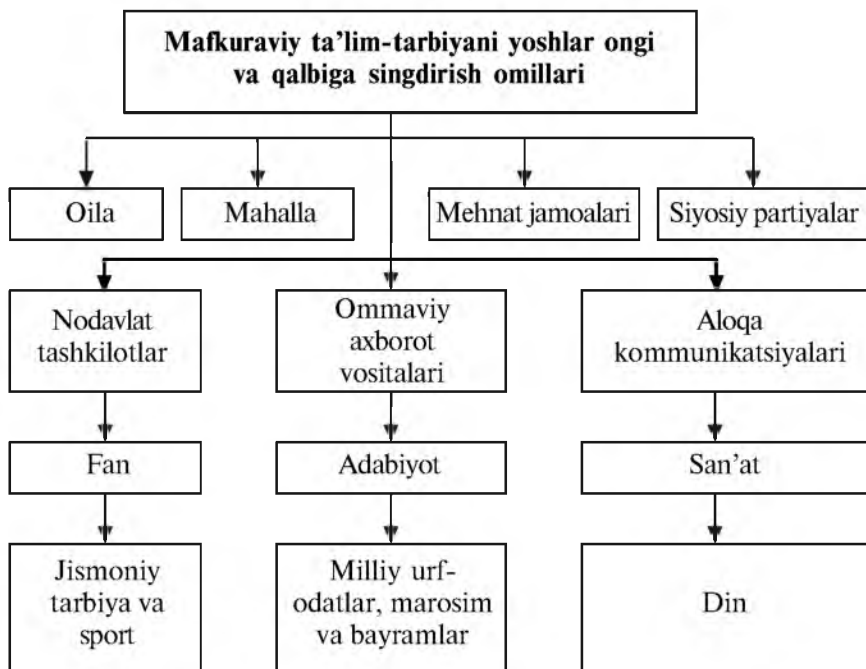 Mafkuraviy ta’lim-tarbiyani yoshlar ongi
va qalbiga singdirish omillari
Oila
Mahalla
Mehnat jamoalari
Siyosiy partiyalar
Nodavlat
tashkilotlar
Ommaviy
axborot
vositalari
Aloqa
kommunikatsiyalari
Fan
Adabiyot
San’at
Jismoniy
tarbiya va
sport
Milliy urf-
odatlar, marosim
va bayramlar
Din